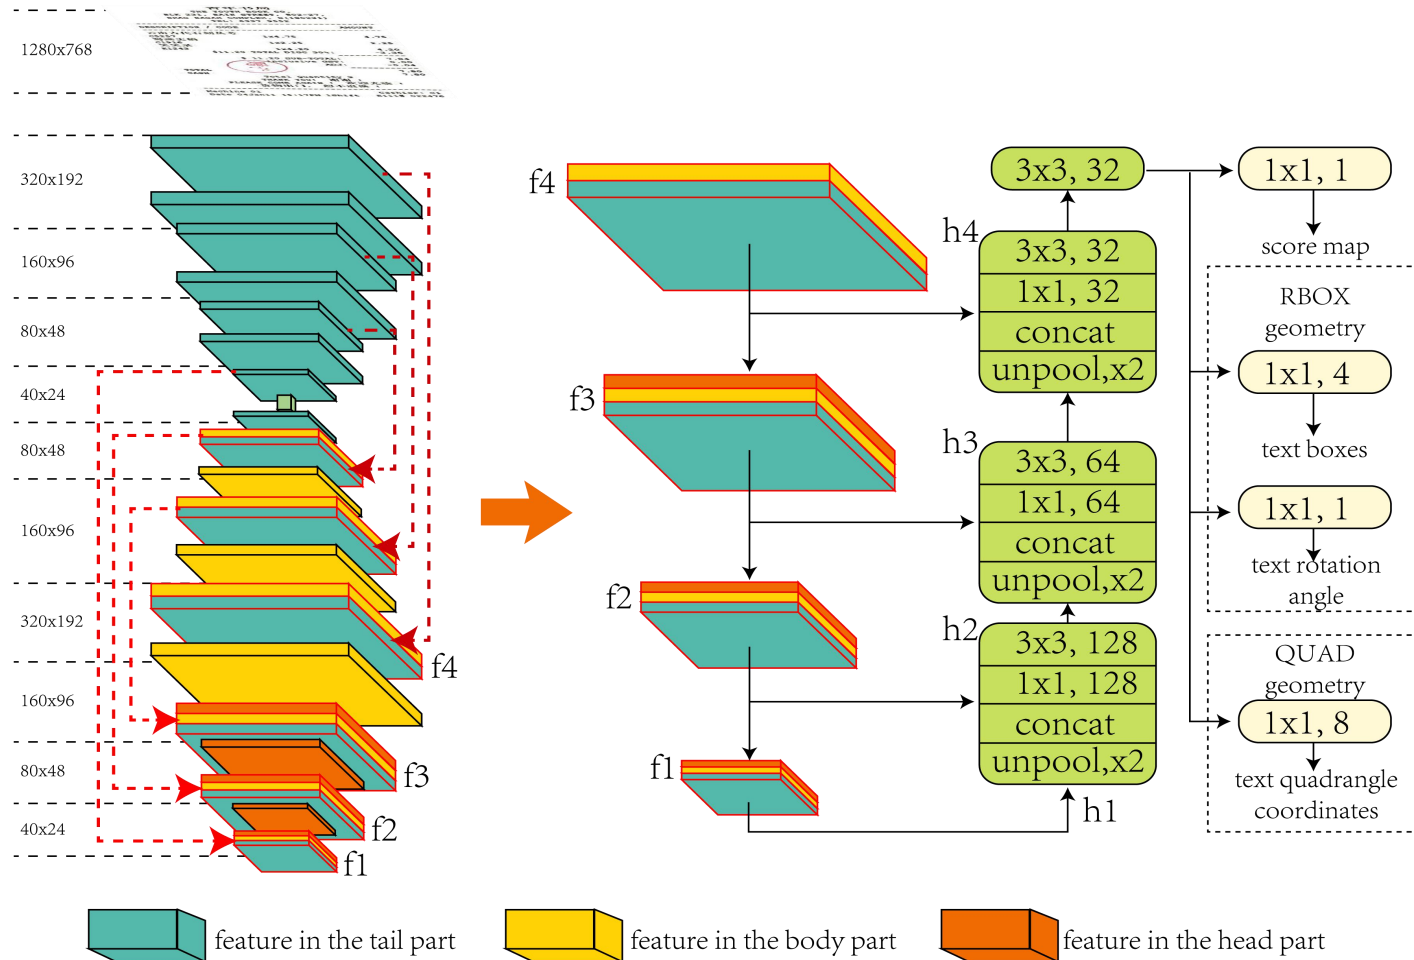 1280x768
320x192
160x96
80x48
40x24
80x48
160x96
320x192
160x96
80x48
40x24
f4
f3
f2
f1
f4
f3
f2
f1
3x3, 32
h4
3x3, 32
1x1, 32
concat
unpool,x2
h3
3x3, 64
1x1, 64
concat
unpool,x2
h2
3x3, 128
1x1, 128
concat
unpool,x2
h1
1x1, 1
score map
RBOX
geometry
1x1, 4
text boxes
1x1, 1
text rotation
angle
QUAD
geometry
1x1, 8
text quadrangle
coordinates
feature in the tail part
feature in the body part
feature in the head part